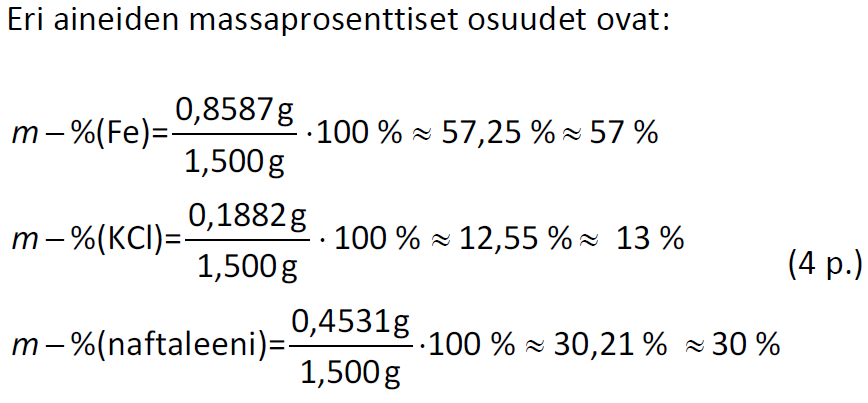 Eri aineiden massaprosenttiset osuudet ovat:
m – %(Fe)= 0,8587 g / 1,500 g · 100 % ≈ 57,25 % ≈ 57 %
m – %(KCl)= 0,1882 g / 1,500 g · 100 % ≈ 12,55 % ≈ 13 %
(4 p.)
m – %(naftaleeni)= 0,4531g / 1,500 g ·100 % ≈ 30,21 % ≈ 30 %